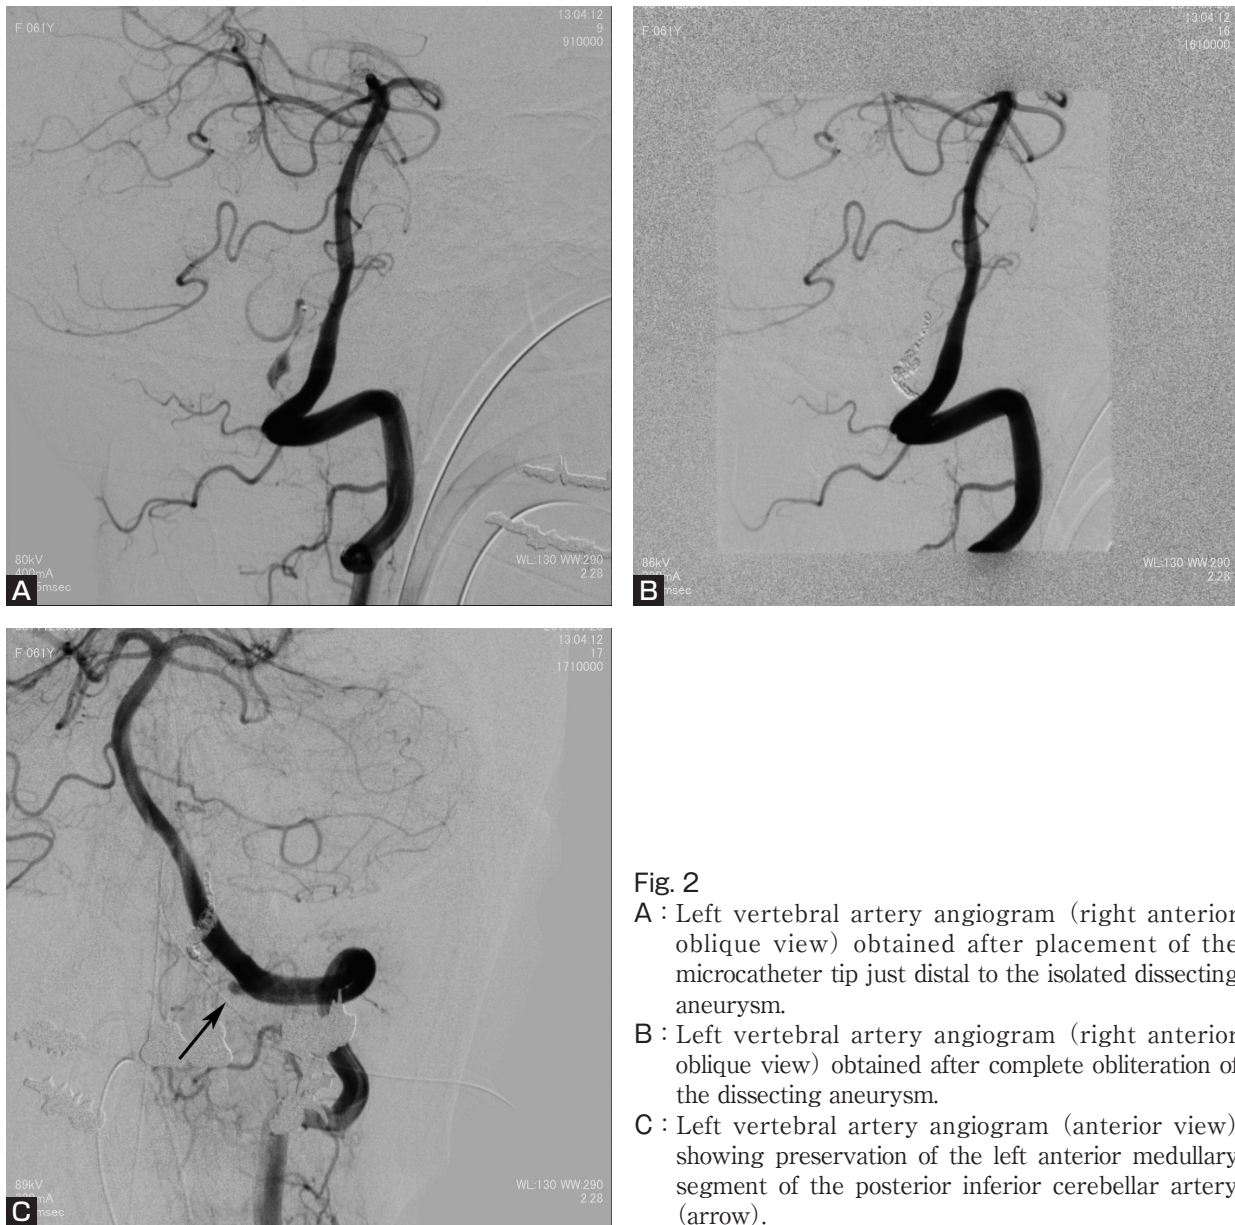 F 061Y
13:04:12
9
910000
80kV
WL:130 WW:290
2.28
A
F 061Y
13:04:12
16
1610000
86kV
WL:130 WW:290
2.28
B
F 061Y
13:04:12
17
1710000
89kV
WL:130 WW:290
2.28
C
Fig. 2
A : Left vertebral artery angiogram (right anterior
oblique view) obtained after placement of the
microcatheter tip just distal to the isolated dissecting
aneurysm.
B : Left vertebral artery angiogram (right anterior
oblique view) obtained after complete obliteration of
the dissecting aneurysm.
C : Left vertebral artery angiogram (anterior view)
showing preservation of the left anterior medullary
segment of the posterior inferior cerebellar artery
(arrow).